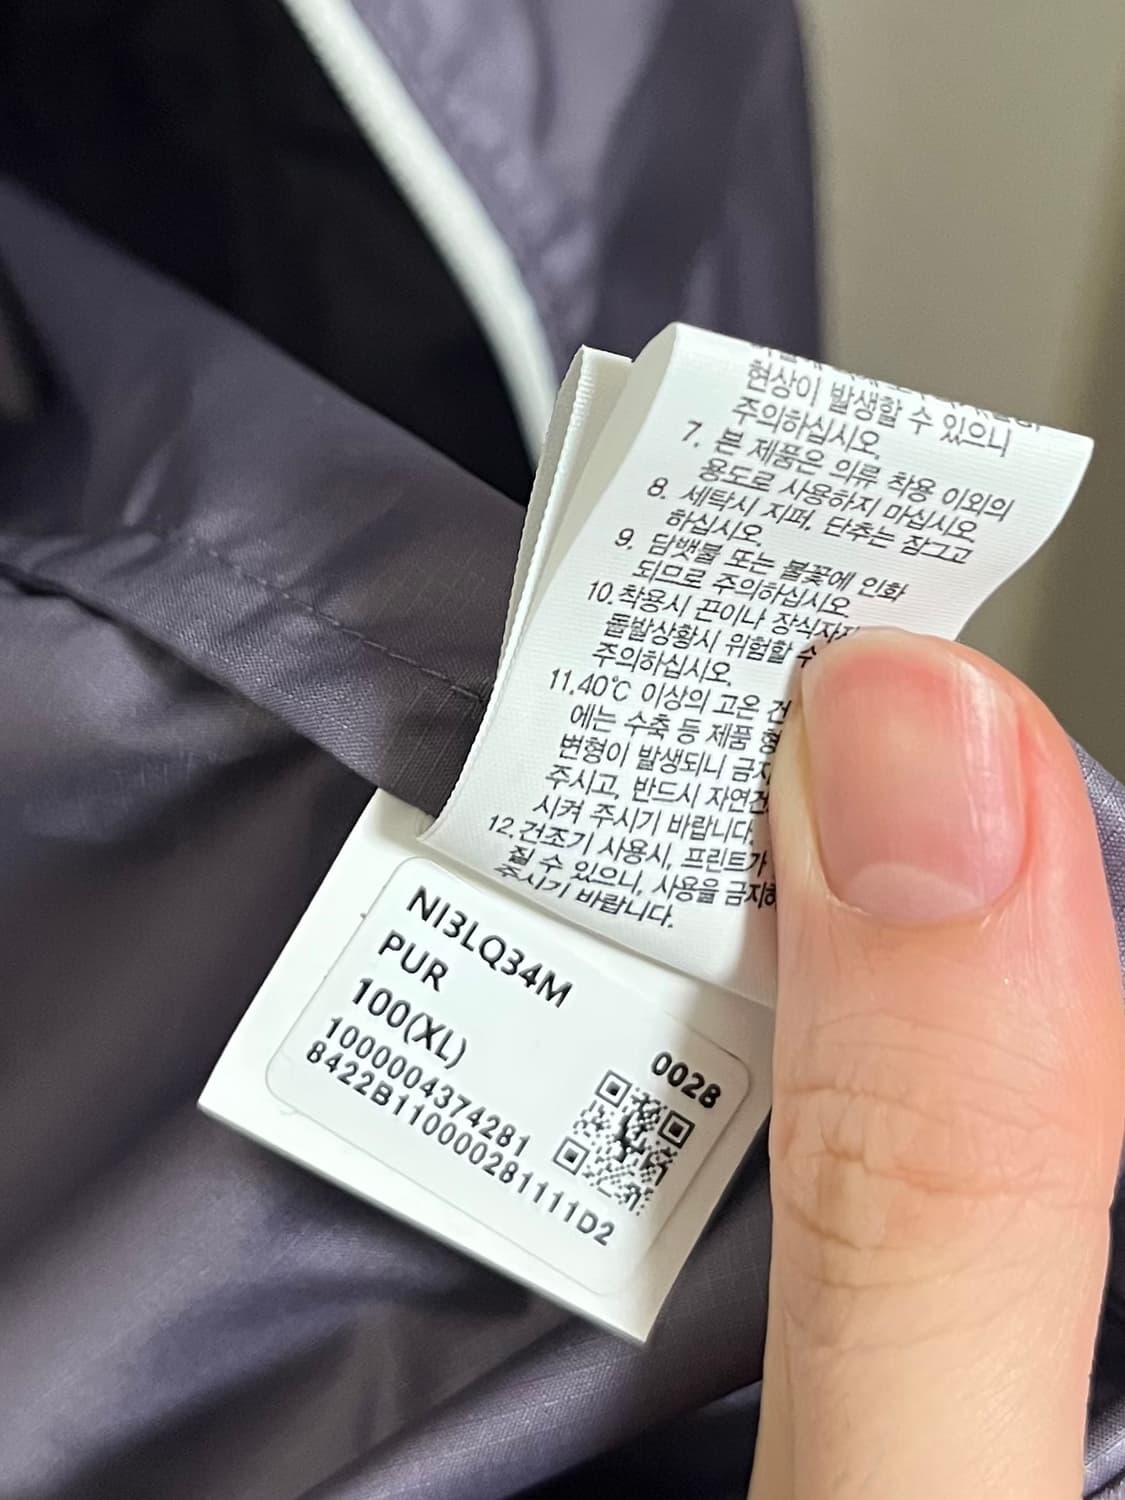 현상이 발생할 수 있으니
주의하십시오.
7. 본 제품은 의류 착용 이외의
용도로 사용하지 마십시오.
8. 세탁시 지퍼, 단추는 잠그고
하십시오.
9. 담뱃불 또는 불꽃에 인화
되므로 주의하십시오.
10.착용시 끈이나 장식자
돌발상황시 위험할 수
주의하십시오.
11.40℃ 이상의 고온 건
에는 수축 등 제품 형
변형이 발생되니 금지
주시고, 반드시 자연건
시켜 주시기 바랍니다.
12.건조기 사용시, 프린트가
질 수 있으니, 사용을 금지하
주시기 바랍니다.
NI3LQ34M
PUR
100(XL)
0028
1000004374281
8422B110000281111D2